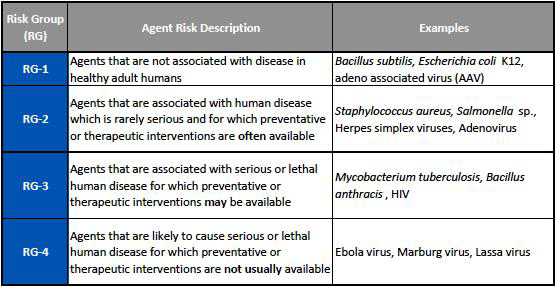 Risk Group
(RG)
Agent Risk Description
Examples
RG-1
Agents that are not associated with disease in
healthy adult humans
Bacillus subtilis, Escherichia coli K12,
adeno associated virus (AAV)
RG-2
Agents that are associated with human disease
which is rarely serious and for which preventative
or therapeutic interventions are often available
Staphylococcus aureus, Salmonella sp.,
Herpes simplex viruses, Adenovirus
RG-3
Agents that are associated with serious or lethal
human disease for which preventative or
therapeutic interventions may be available
Mycobacterium tuberculosis, Bacillus
anthracis , HIV
RG-4
Agents that are likely to cause serious or lethal
human disease for which preventative or
therapeutic interventions are not usually available
Ebola virus, Marburg virus, Lassa virus